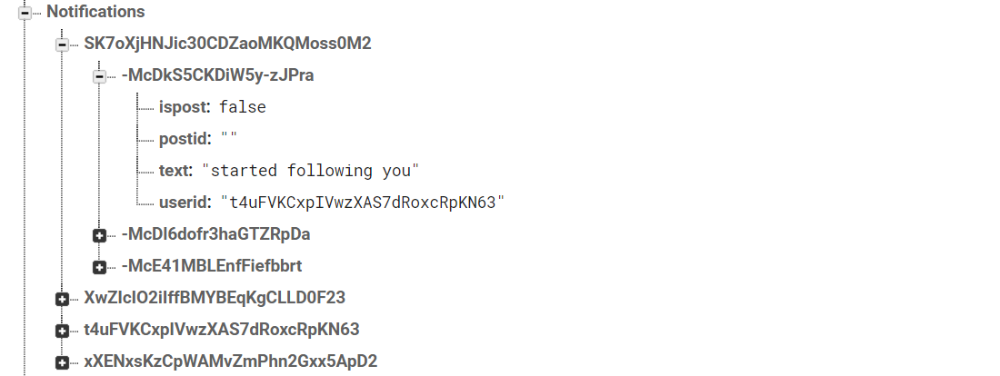 Notifications
SK7oXjHNJic30CDZaoMKQMoss0M2
-McDkS5CKDiW5y-zJPra
ispost: false
postid: ""
text: "started following you"
userid: "t4uFVKCxpIVwzXAS7dRoxcRpKN63"
-McDl6dofr3haGTZRpDa
-McE41MBLEnfFiefbbrt
XwZIcIO2iIffBMYBEqKgCLLD0F23
t4uFVKCxpIVwzXAS7dRoxcRpKN63
xXENxsKzCpWAMvZmPhn2Gxx5ApD2